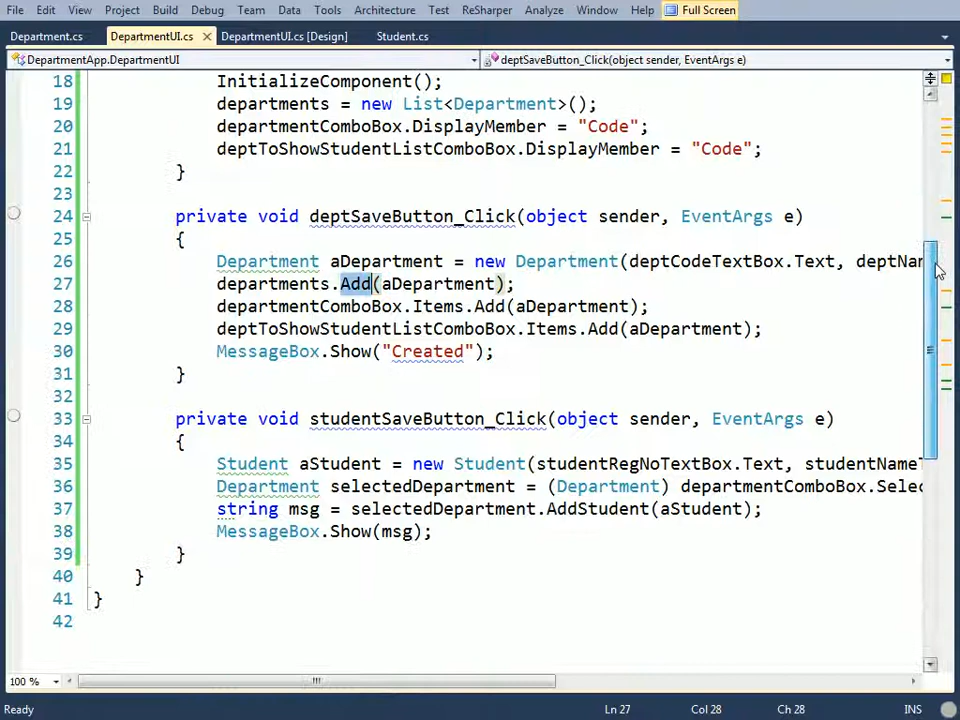 File Edit View Project Build Debug Team Data Tools Architecture Test ReSharper Analyze Window Help Full Screen
Department.cs DepartmentUI.cs DepartmentUI.cs [Design] Student.cs
DepartmentApp.DepartmentUI deptSaveButton_Click(object sender, EventArgs e)
18 InitializeComponent();
19 departments = new List<Department>();
20 departmentComboBox.DisplayMember = "Code";
21 deptToShowStudentListComboBox.DisplayMember = "Code";
22 }
23
24 private void deptSaveButton_Click(object sender, EventArgs e)
25 {
26 Department aDepartment = new Department(deptCodeTextBox.Text, deptNam
27 departments.Add(aDepartment);
28 departmentComboBox.Items.Add(aDepartment);
29 deptToShowStudentListComboBox.Items.Add(aDepartment);
30 MessageBox.Show("Created");
31 }
32
33 private void studentSaveButton_Click(object sender, EventArgs e)
34 {
35 Student aStudent = new Student(studentRegNoTextBox.Text, studentNameT
36 Department selectedDepartment = (Department) departmentComboBox.Selec
37 string msg = selectedDepartment.AddStudent(aStudent);
38 MessageBox.Show(msg);
39 }
40 }
41 }
42
100 %
Ready Ln 27 Col 28 Ch 28 INS